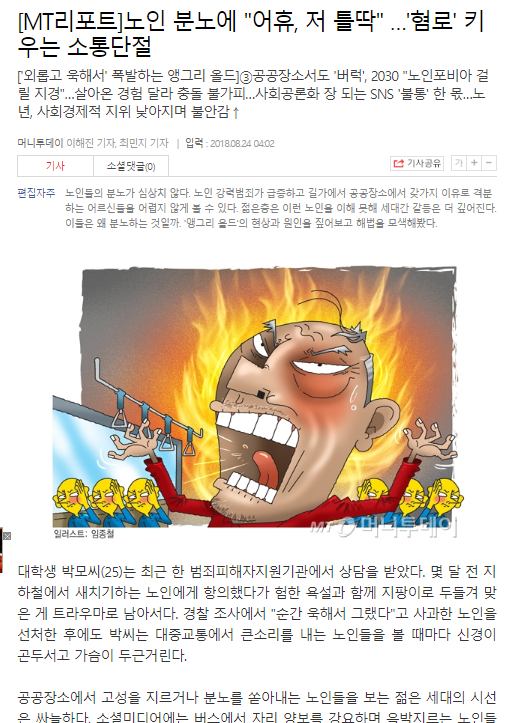 [MT리포트]노인 분노에 "어휴, 저 틀딱" …'혐로' 키
우는 소통단절
['외롭고 욱해서' 폭발하는 앵그리 올드]③공공장소서도 '버럭', 2030 "노인포비아 걸
릴 지경"…살아온 경험 달라 충돌 불가피…사회공론화 장 되는 SNS '불통' 한 몫…노
년, 사회경제적 지위 낮아지며 불안감↑
머니투데이 이해진 기자, 최민지 기자 | 입력 : 2018.08.24 04:02
기사 소셜댓글(0) 기사공유 가 + −
편집자주 노인들의 분노가 심상치 않다. 노인 강력범죄가 급증하고 길가에서 공공장소에서 갖가지 이유로 격분
하는 어르신들을 어렵지 않게 볼 수 있다. 젊은층은 이런 노인을 이해 못해 세대간 갈등은 더 깊어진다.
이들은 왜 분노하는 것일까. '앵그리 올드'의 현상과 원인을 짚어보고 해법을 모색해봤다.
일러스트: 임종철
머니투데이
대학생 박모씨(25)는 최근 한 범죄피해자지원기관에서 상담을 받았다. 몇 달 전 지
하철에서 새치기하는 노인에게 항의했다가 험한 욕설과 함께 지팡이로 두들겨 맞
은 게 트라우마로 남아서다. 경찰 조사에서 "순간 욱해서 그랬다"고 사과한 노인을
선처한 후에도 박씨는 대중교통에서 큰소리를 내는 노인들을 볼 때마다 신경이
곤두서고 가슴이 두근거린다.
공공장소에서 고성을 지르거나 분노를 쏟아내는 노인들을 보는 젊은 세대의 시선
은 싸늘하다. 소셜미디어에는 버스에서 자리 양보를 강요하며 윽박지르는 노인들